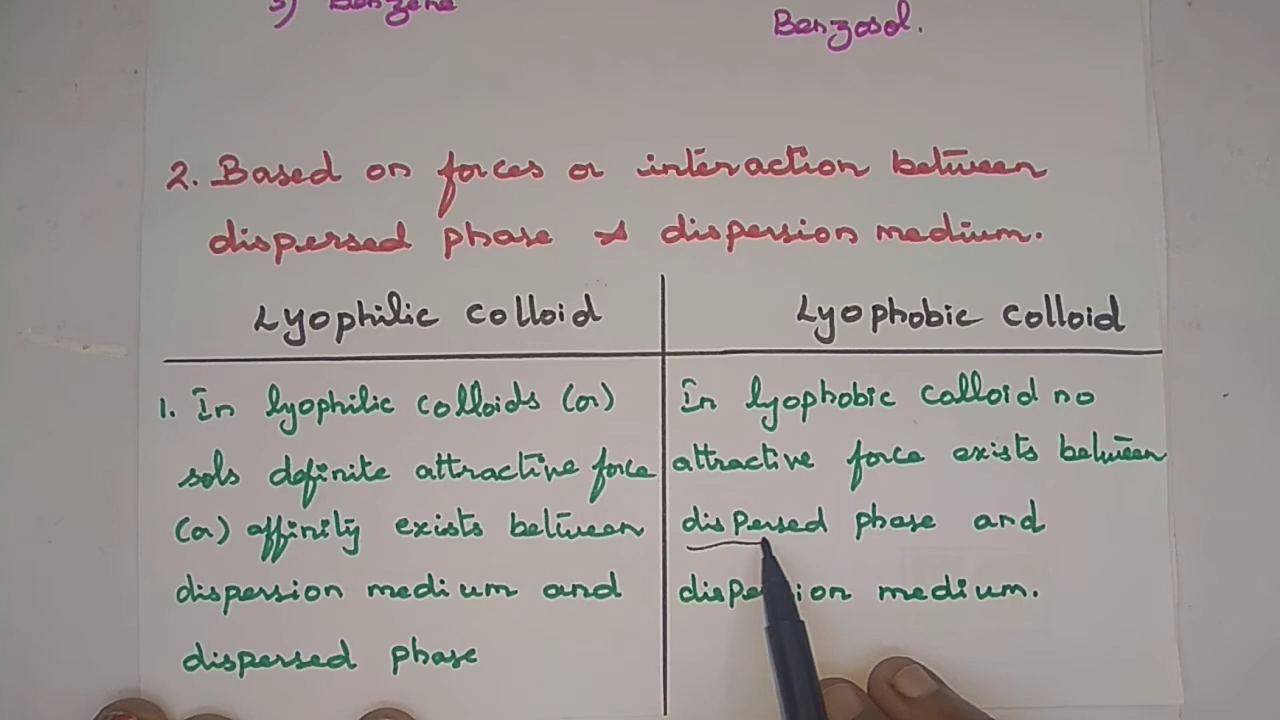 3) Benzene
Benzosol.
2. Based on forces or interaction between
dispersed phase & dispersion medium.
Lyophilic colloid
Lyophobic colloid
1. In lyophilic colloids (or)
sols definite attractive force
(or) affinity exists between
dispersion medium and
dispersed phase
In lyophobic colloid no
attractive force exists between
dispersed phase and
dispersion medium.